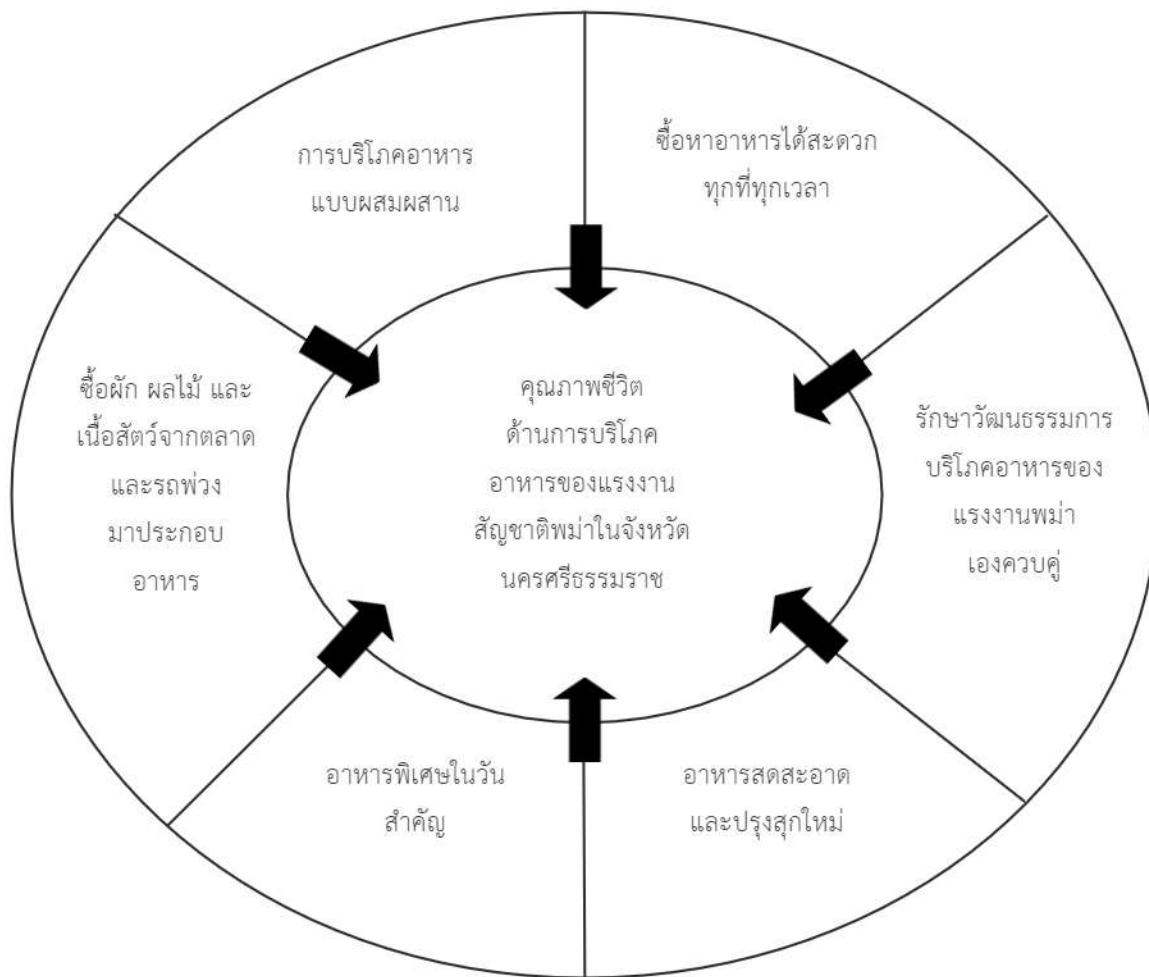 การบริโภคอาหาร
แบบผสมผสาน
ซื้อหาอาหารได้สะดวก
ทุกที่ทุกเวลา
ซื้อผัก ผลไม้ และ
เนื้อสัตว์จากตลาด
และรถพ่วง
มาประกอบ
อาหาร
คุณภาพชีวิต
ด้านการบริโภค
อาหารของแรงงาน
สัญชาติพม่าในจังหวัด
นครศรีธรรมราช
รักษาวัฒนธรรมการ
บริโภคอาหารของ
แรงงานพม่า
เองควบคู่
อาหารพิเศษในวัน
สำคัญ
อาหารสดสะอาด
และปรุงสุกใหม่